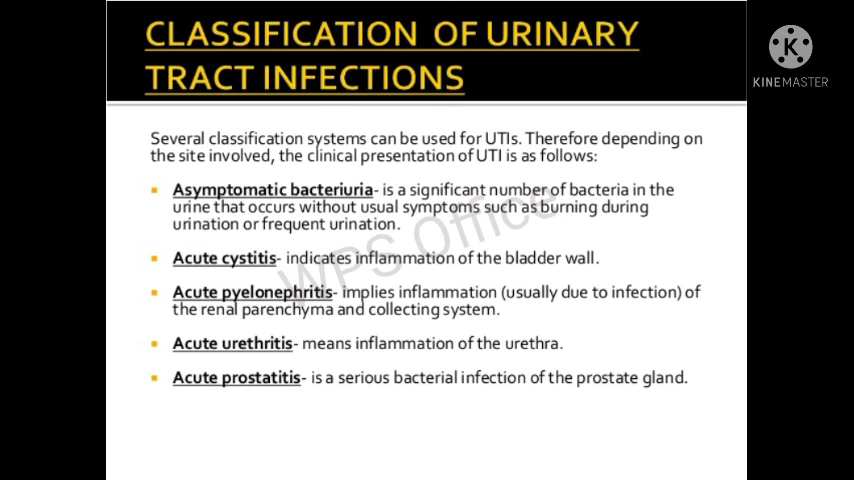 CLASSIFICATION OF URINARY
TRACT INFECTIONS
K
KINEMASTER
Several classification systems can be used for UTIs. Therefore depending on
the site involved, the clinical presentation of UTI is as follows:
Asymptomatic bacteriuria- is a significant number of bacteria in the
urine that occurs without usual symptoms such as burning during
urination or frequent urination.
Acute cystitis- indicates inflammation of the bladder wall.
Acute pyelonephritis- implies inflammation (usually due to infection) of
the renal parenchyma and collecting system.
Acute urethritis- means inflammation of the urethra.
Acute prostatitis- is a serious bacterial infection of the prostate gland.
WPS Office